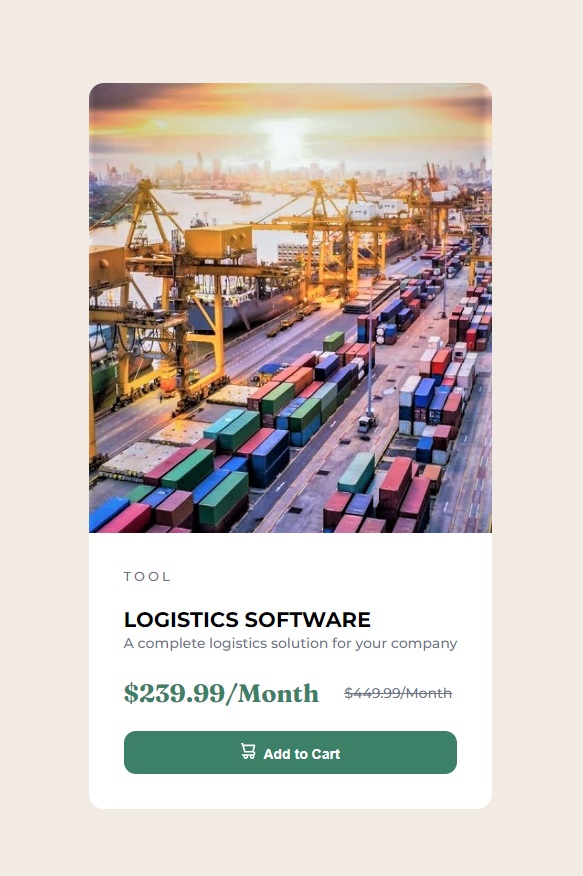 TOOL
LOGISTICS SOFTWARE
A complete logistics solution for your company
$239.99/Month $449.99/Month
Add to Cart